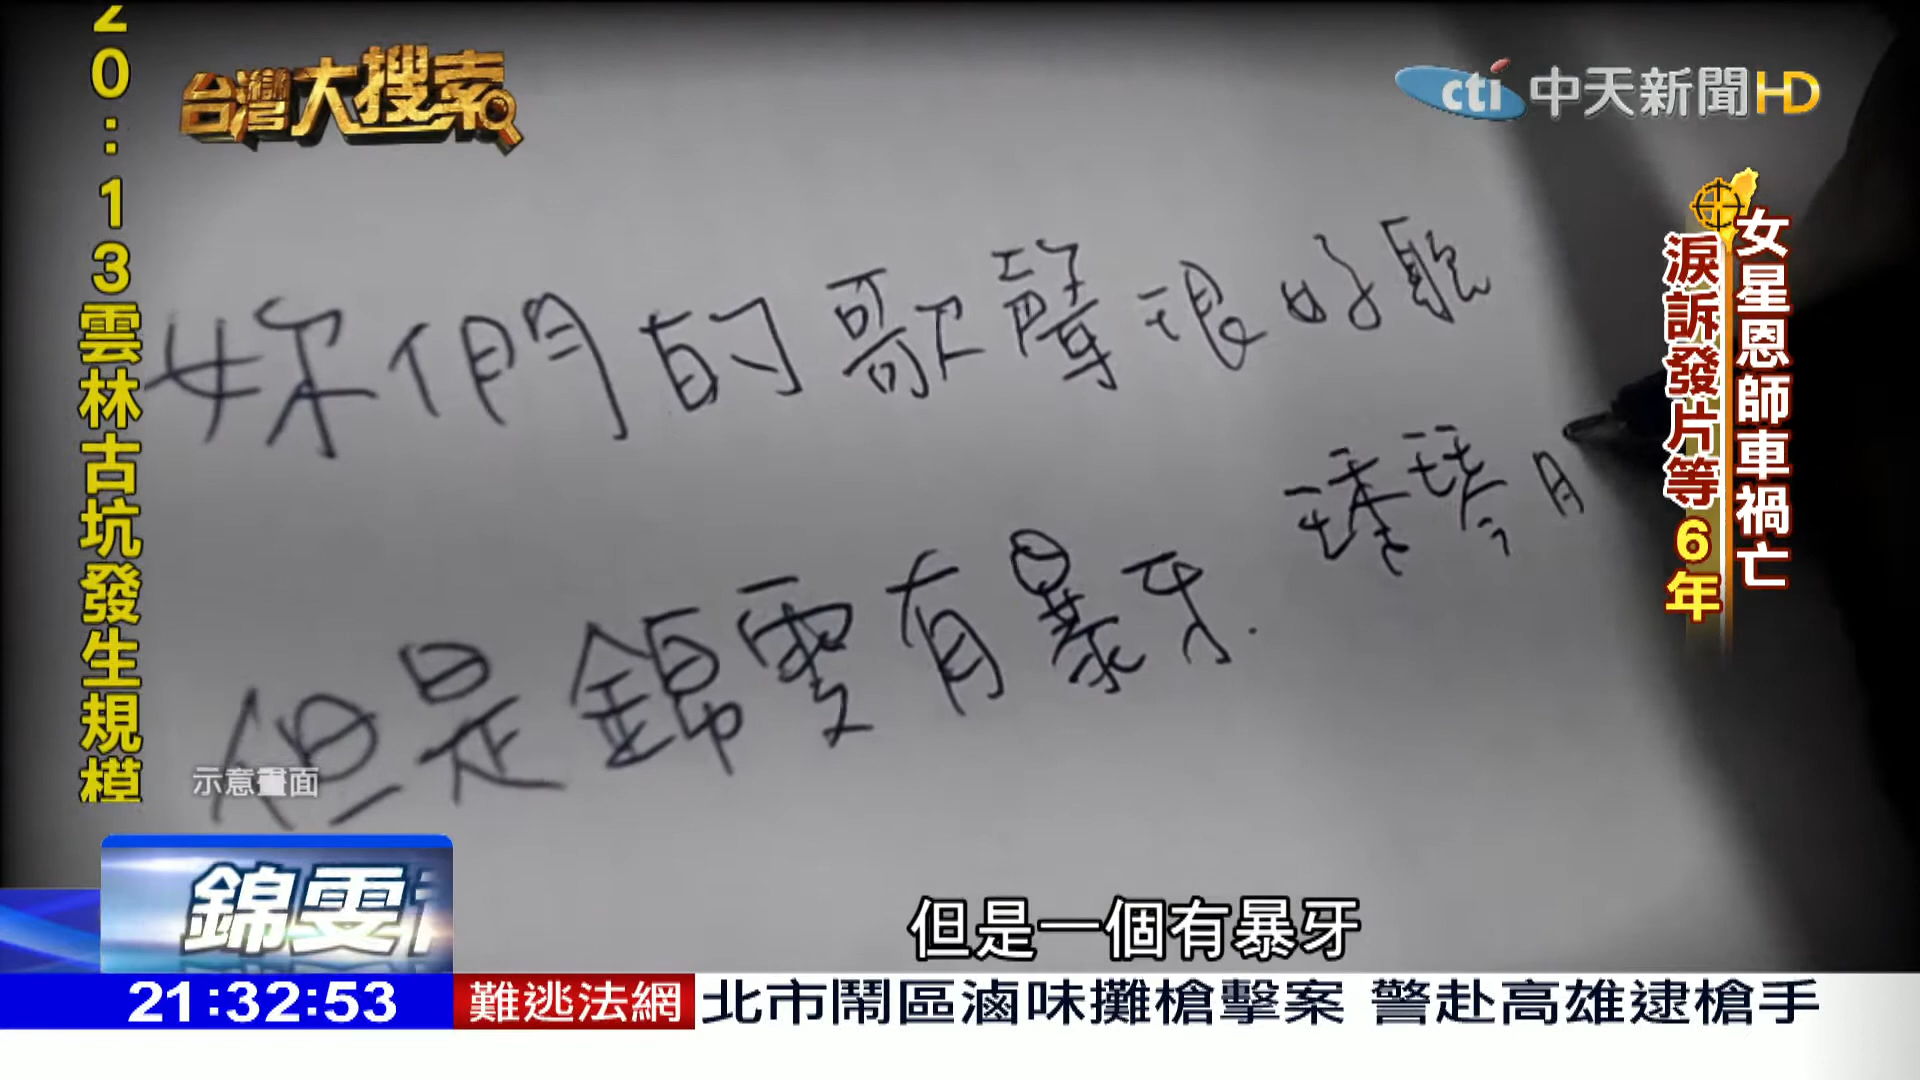 20:13雲林古坑發生規模
台灣大搜索
cti 中天新聞HD
女星恩師車禍亡
淚訴發片等6年
妳們的歌聲很好聽
但是錦雯有暴牙.
示意畫面
錦雯
但是一個有暴牙
21:32:53
難逃法網
北市鬧區滷味攤槍擊案 警赴高雄逮槍手